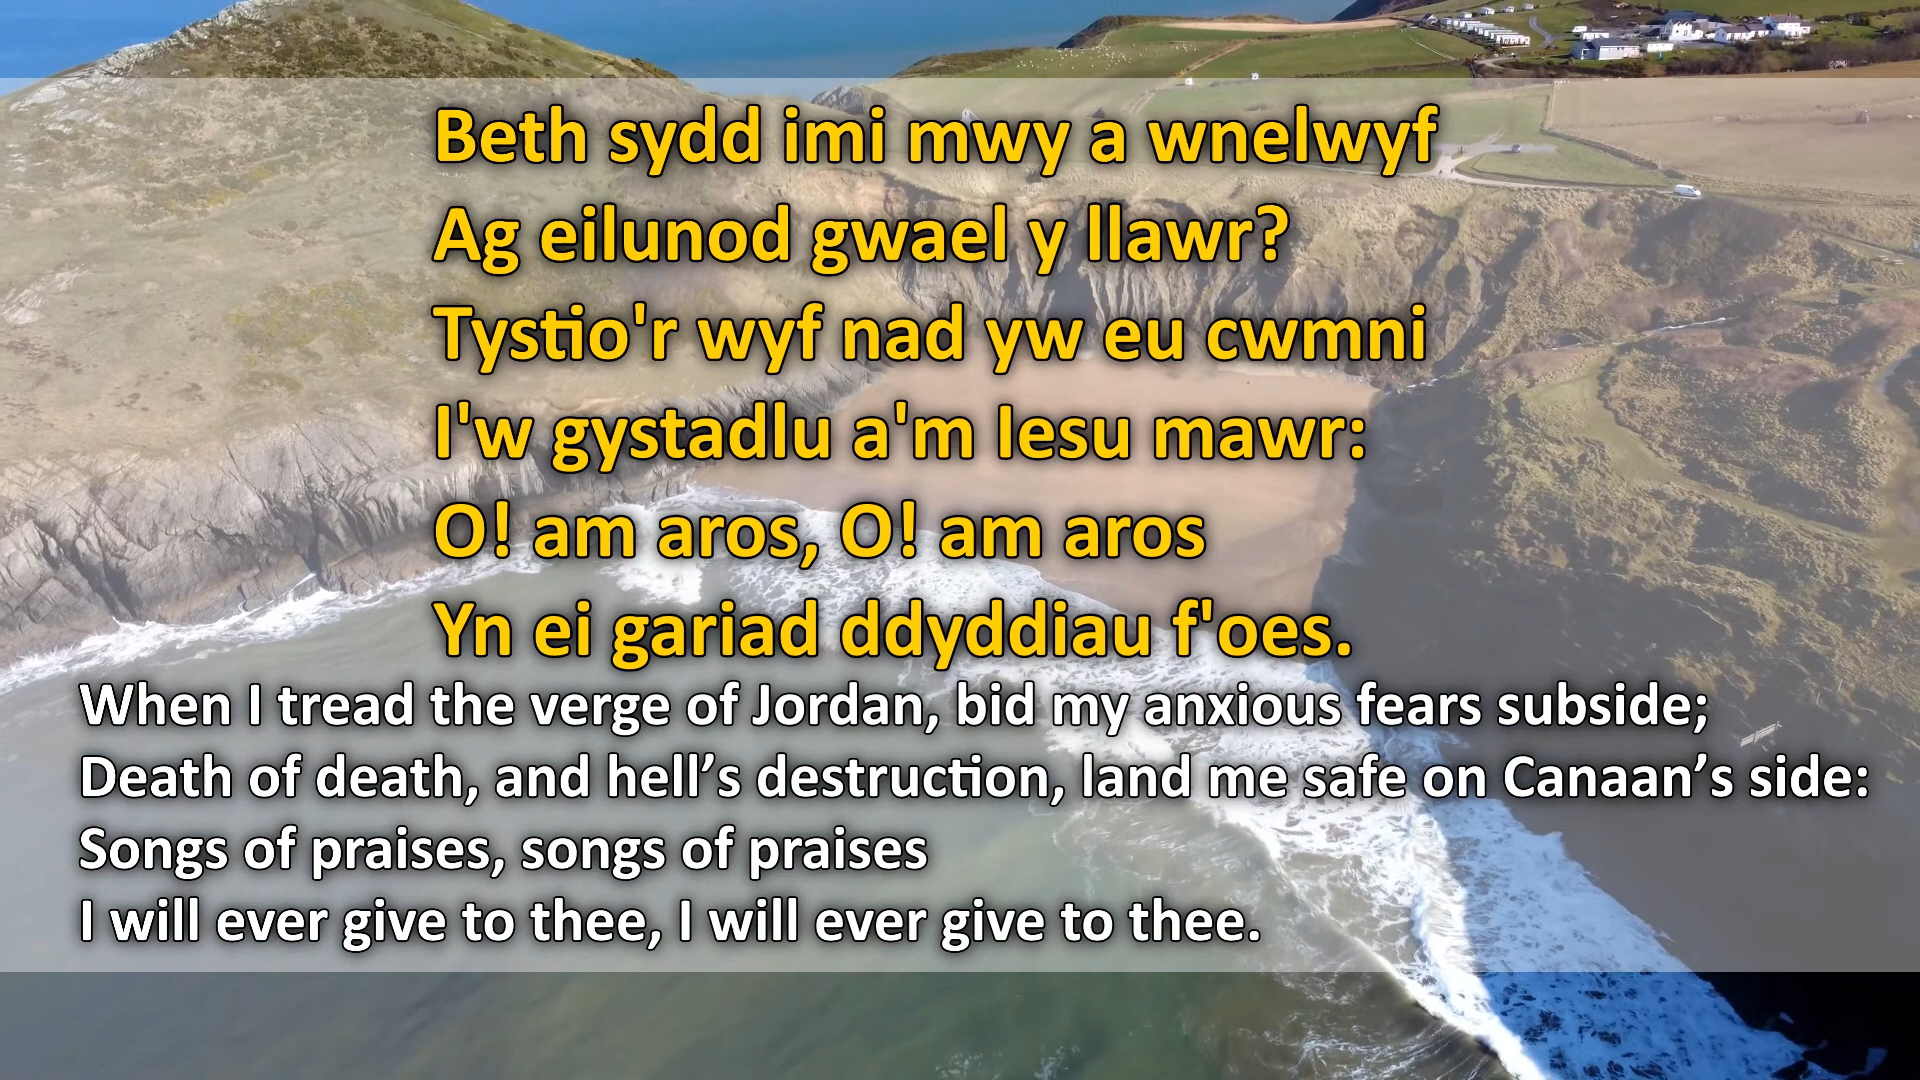 Beth sydd imi mwy a wnelwyf
Ag eilunod gwael y llawr?
Tystio'r wyf nad yw eu cwmni
I'w gystadlu a'm Iesu mawr:
O! am aros, O! am aros
Yn ei gariad ddyddiau f'oes.
When I tread the verge of Jordan, bid my anxious fears subside;
Death of death, and hell’s destruction, land me safe on Canaan’s side:
Songs of praises, songs of praises
I will ever give to thee, I will ever give to thee.